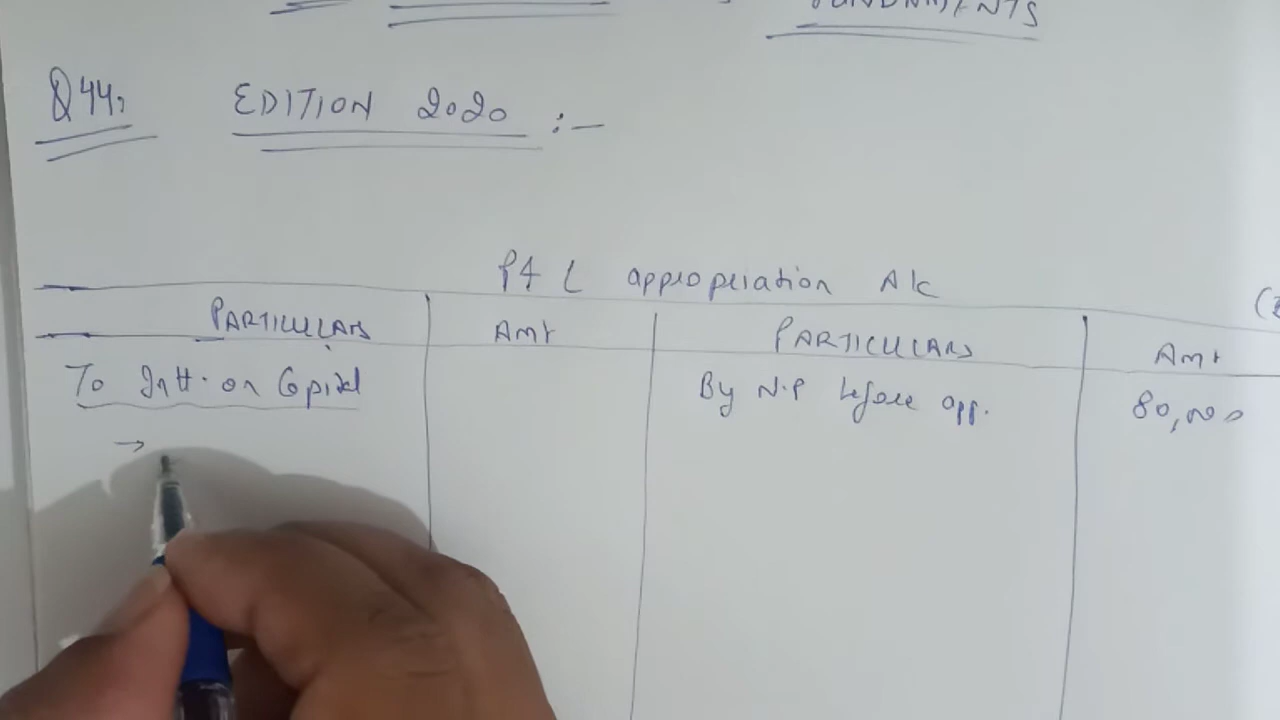 Q44,
EDITION 2020 :-
P & L appropriation A/c
PARTICULARS Amt PARTICULARS Amt
To Intt. on Capital By N.P before app. 80,000
→